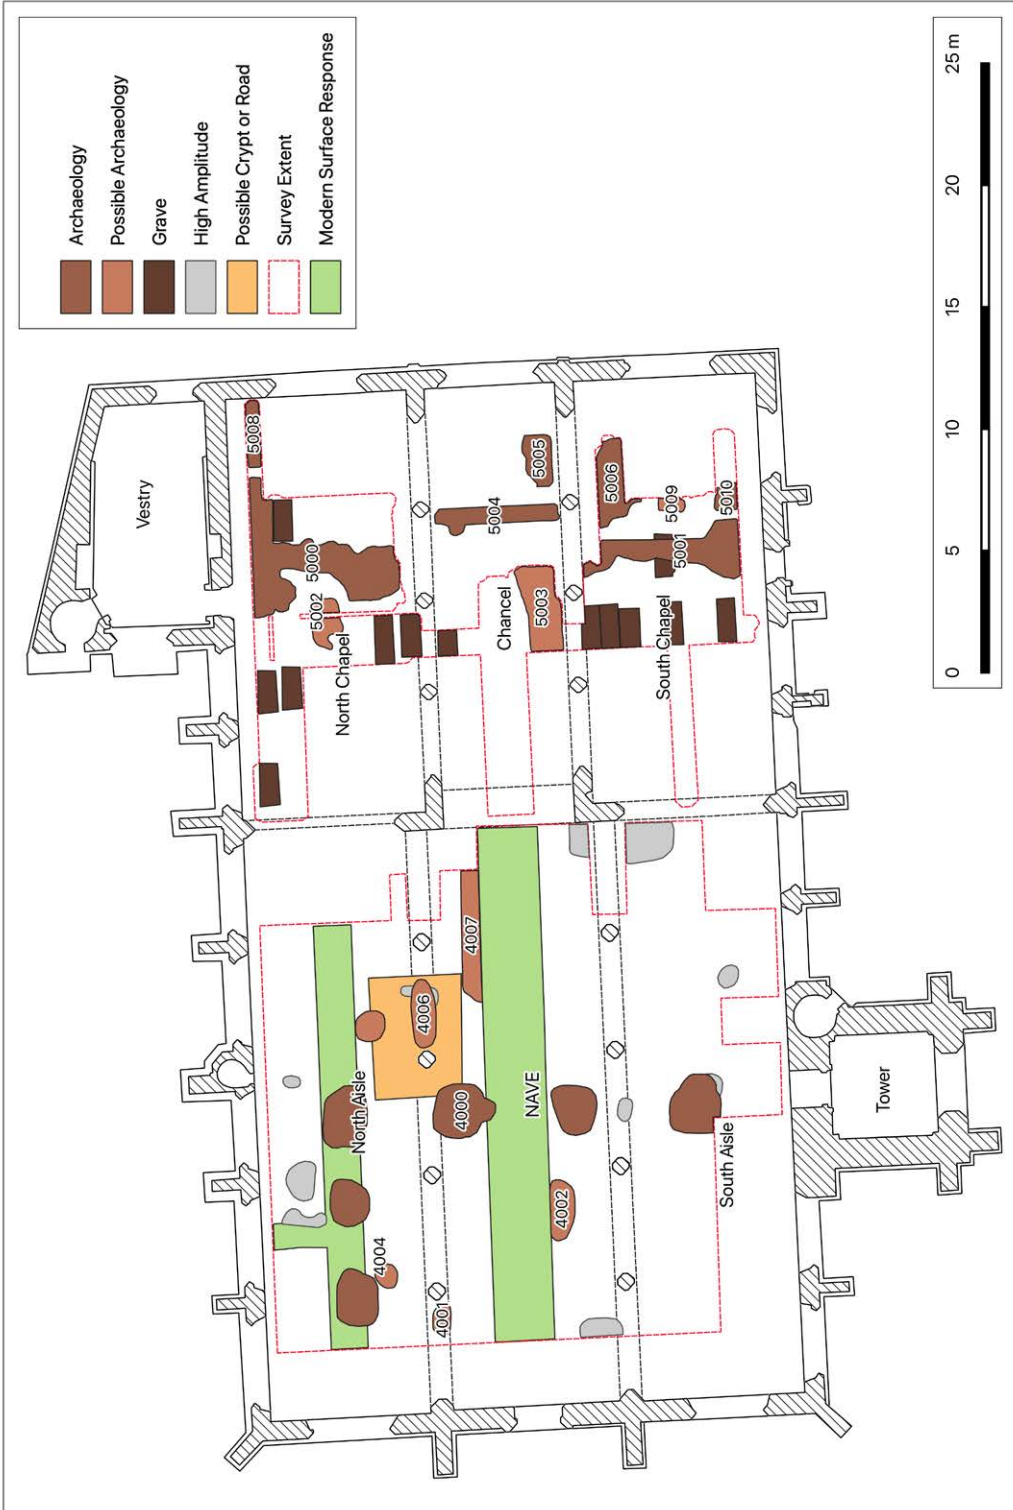 Archaeology
Possible Archaeology
Grave
High Amplitude
Possible Crypt or Road
Survey Extent
Modern Surface Response
Vestry
5008
5000
5002
North Chapel
5005
5004
Chancel
5003
5006
5009
5010
5001
South Chapel
4007
4006
North Aisle
4000
NAVE
4002
4004
4001
South Aisle
Tower
0
5
10
15
20
25 m